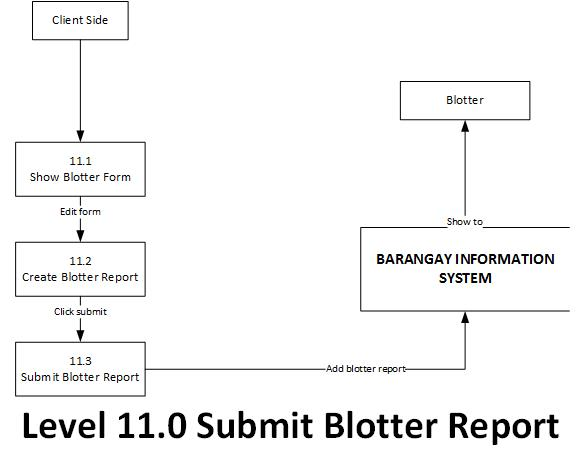 Client Side
11.1
Show Blotter Form
Edit form
11.2
Create Blotter Report
Click submit
11.3
Submit Blotter Report
Add blotter report
Blotter
Show to
BARANGAY INFORMATION
SYSTEM
Level 11.0 Submit Blotter Report